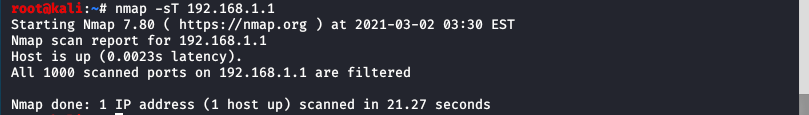 root@kali:~# nmap -sT 192.168.1.1
Starting Nmap 7.80 ( https://nmap.org ) at 2021-03-02 03:30 EST
Nmap scan report for 192.168.1.1
Host is up (0.0023s latency).
All 1000 scanned ports on 192.168.1.1 are filtered
Nmap done: 1 IP address (1 host up) scanned in 21.27 seconds